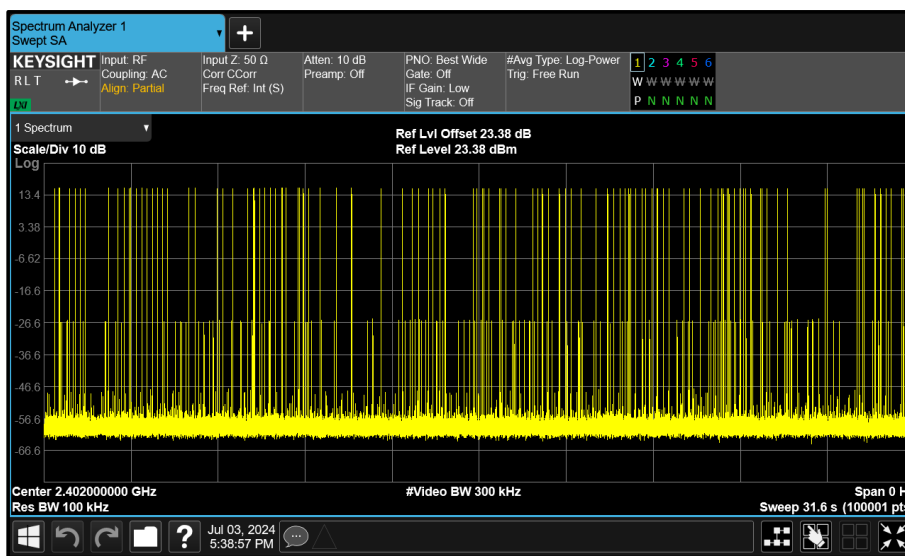 Spectrum Analyzer 1
Swept SA
KEYSIGHT
RLT
LXI
Input: RF
Coupling: AC
Align: Partial
Input Z: 50 Ω
Corr CCorr
Freq Ref: Int (S)
Atten: 10 dB
Preamp: Off
PNO: Best Wide
Gate: Off
IF Gain: Low
Sig Track: Off
#Avg Type: Log-Power
Trig: Free Run
1 2 3 4 5 6
W W W W W W
P N N N N N
1 Spectrum
Scale/Div 10 dB
Ref Lvl Offset 23.38 dB
Ref Level 23.38 dBm
Log
13.4
3.38
-6.62
-16.6
-26.6
-36.6
-46.6
-56.6
-66.6
Center 2.402000000 GHz
#Video BW 300 kHz
Span 0 H
Res BW 100 kHz
Sweep 31.6 s (100001 pts
?
Jul 03, 2024
5:38:57 PM